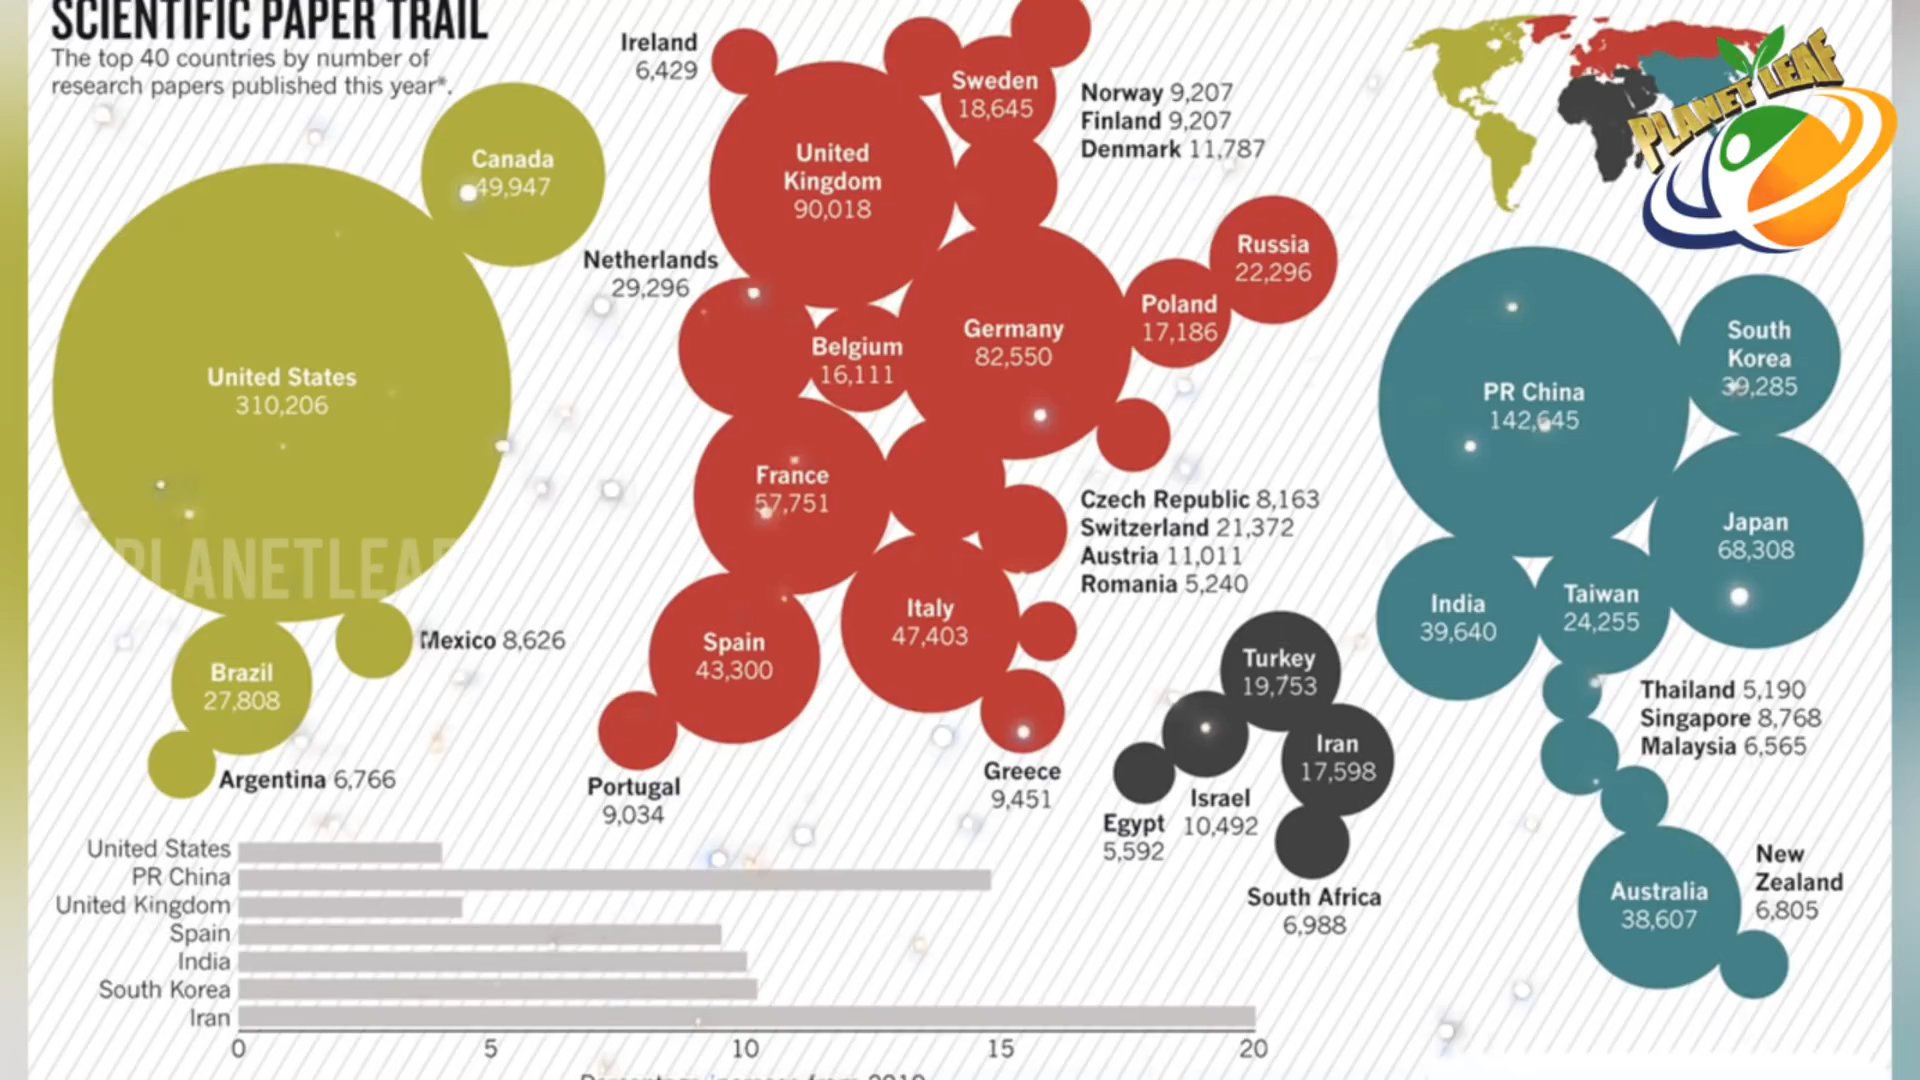 SCIENTIFIC PAPER TRAIL
The top 40 countries by number of
research papers published this year*.
PLANET LEAF
Ireland
6,429
Canada
49,947
United
Kingdom
90,018
Sweden
18,645
Norway 9,207
Finland 9,207
Denmark 11,787
Netherlands
29,296
Russia
22,296
Poland
17,186
Belgium
16,111
Germany
82,550
United States
310,206
PR China
142,645
South
Korea
39,285
France
57,751
Czech Republic 8,163
Switzerland 21,372
Austria 11,011
Romania 5,240
Japan
68,308
PLANETLEAF
India
39,640
Taiwan
24,255
Italy
47,403
Spain
43,300
Mexico 8,626
Brazil
27,808
Turkey
19,753
Thailand 5,190
Singapore 8,768
Malaysia 6,565
Iran
17,598
Argentina 6,766
Portugal
9,034
Greece
9,451
Israel
10,492
Egypt
5,592
South Africa
6,988
Australia
38,607
New
Zealand
6,805
United States
PR China
United Kingdom
Spain
India
South Korea
Iran
0 5 10 15 20
Percentage increase from 2010